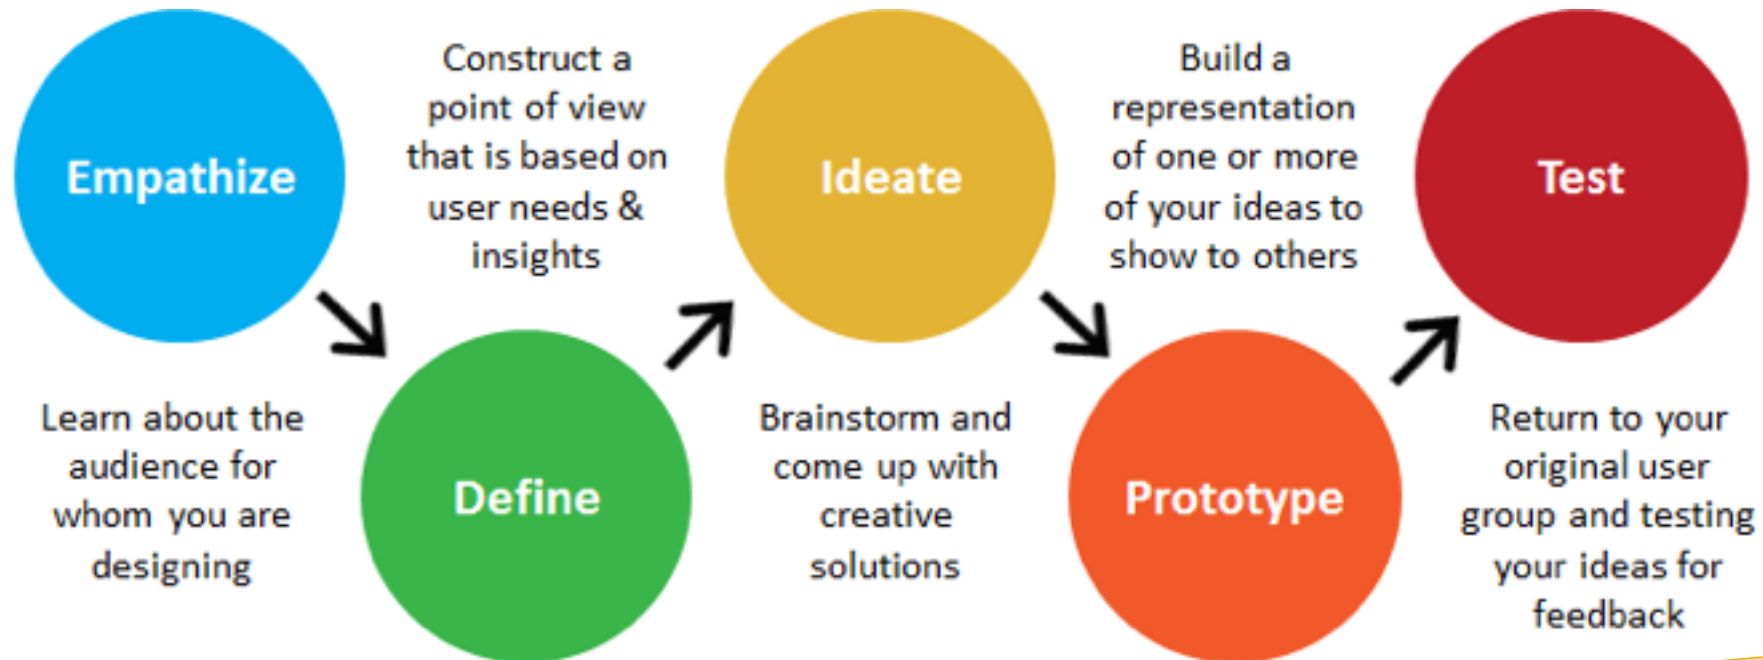 Empathize
Learn about the
audience for
whom you are
designing
Construct a
point of view
that is based on
user needs &
insights
Define
Ideate
Brainstorm and
come up with
creative
solutions
Build a
representation
of one or more
of your ideas to
show to others
Prototype
Test
Return to your
original user
group and testing
your ideas for
feedback